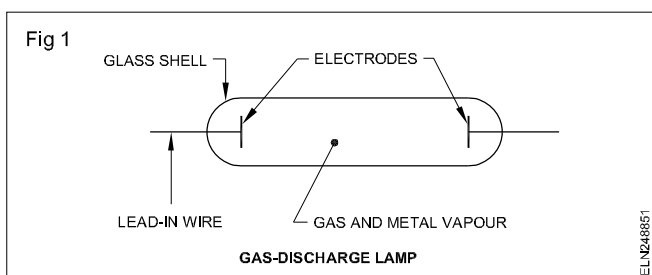 Fig 1
GLASS SHELL
ELECTRODES
LEAD-IN WIRE
GAS AND METAL VAPOUR
GAS-DISCHARGE LAMP
ELN248851